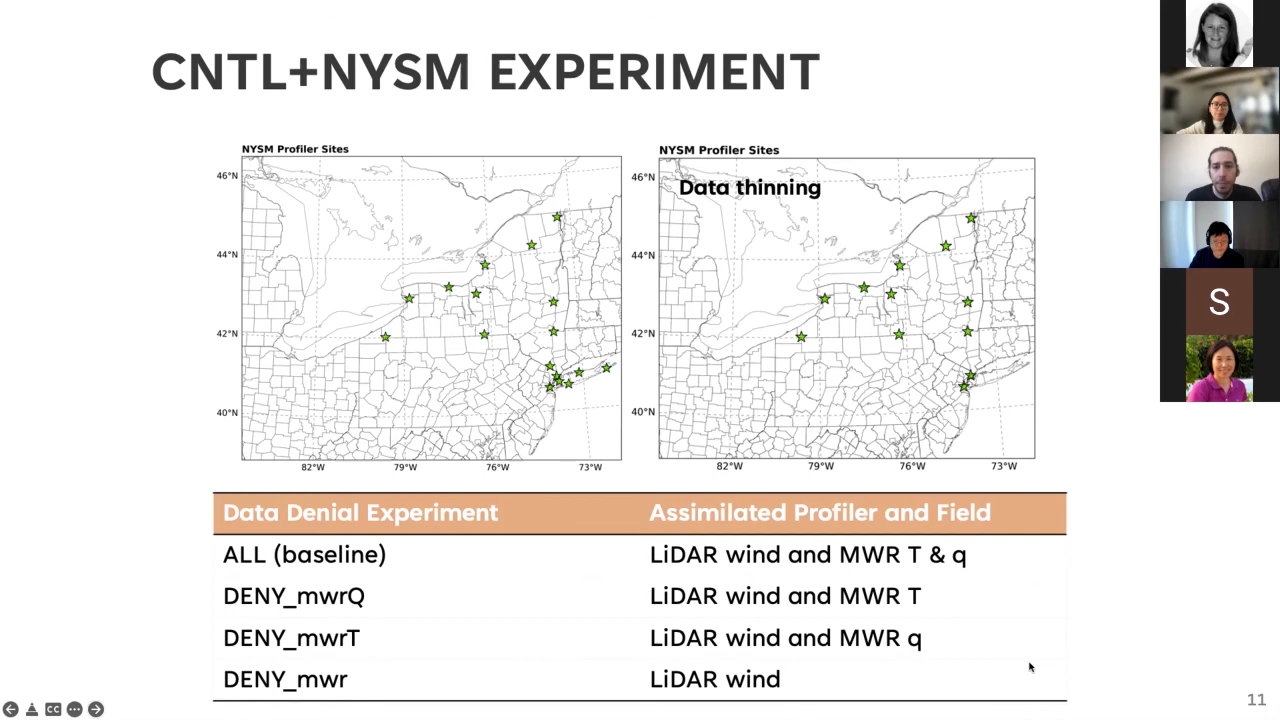 CNTL+NYSM EXPERIMENT
NYSM Profiler Sites
46°N
44°N
42°N
40°N
82°W
79°W
76°W
73°W
NYSM Profiler Sites
Data thinning
46°N
44°N
42°N
40°N
82°W
79°W
76°W
73°W
Data Denial Experiment Assimilated Profiler and Field
ALL (baseline) LiDAR wind and MWR T & q
DENY_mwrQ LiDAR wind and MWR T
DENY_mwrT LiDAR wind and MWR q
DENY_mwr LiDAR wind
S
CC
11